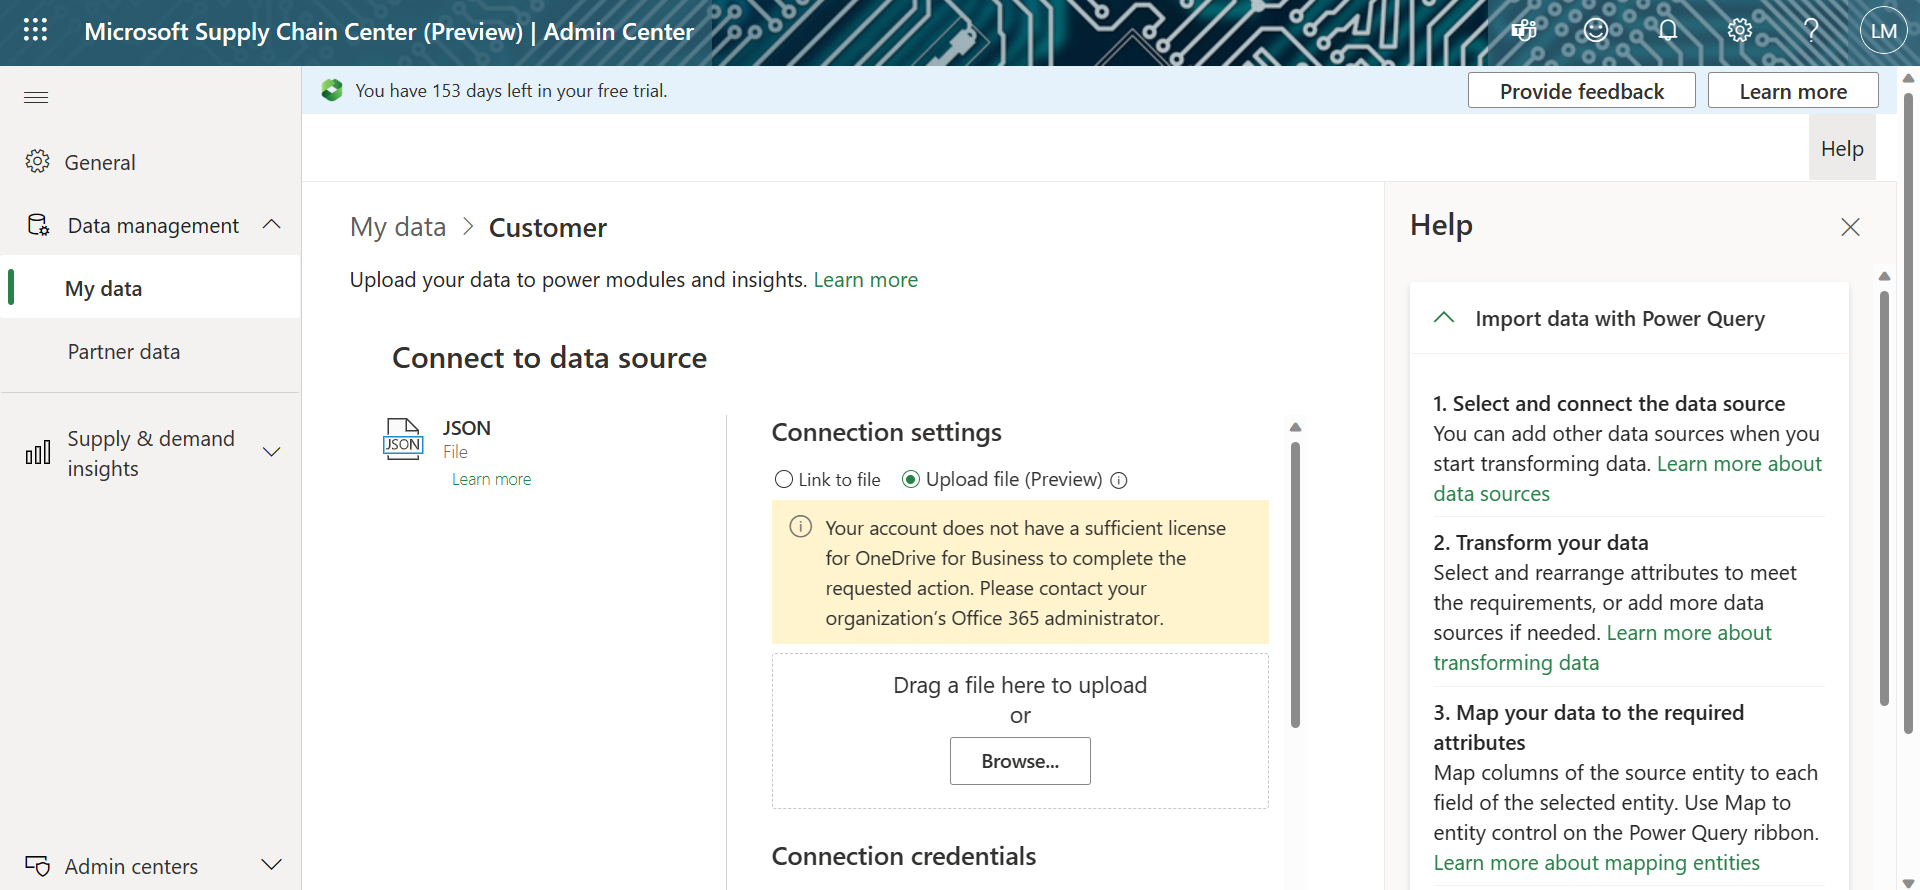 Microsoft Supply Chain Center (Preview) | Admin Center
LM
You have 153 days left in your free trial.
Provide feedback
Learn more
Help
General
Data management
My data
Partner data
Supply & demand
insights
Admin centers
My data > Customer
Upload your data to power modules and insights. Learn more
Connect to data source
JSON
JSON
File
Learn more
Connection settings
Link to file
Upload file (Preview)
Your account does not have a sufficient license
for OneDrive for Business to complete the
requested action. Please contact your
organization’s Office 365 administrator.
Drag a file here to upload
or
Browse...
Connection credentials
Help
Import data with Power Query
1. Select and connect the data source
You can add other data sources when you
start transforming data. Learn more about
data sources
2. Transform your data
Select and rearrange attributes to meet
the requirements, or add more data
sources if needed. Learn more about
transforming data
3. Map your data to the required
attributes
Map columns of the source entity to each
field of the selected entity. Use Map to
entity control on the Power Query ribbon.
Learn more about mapping entities